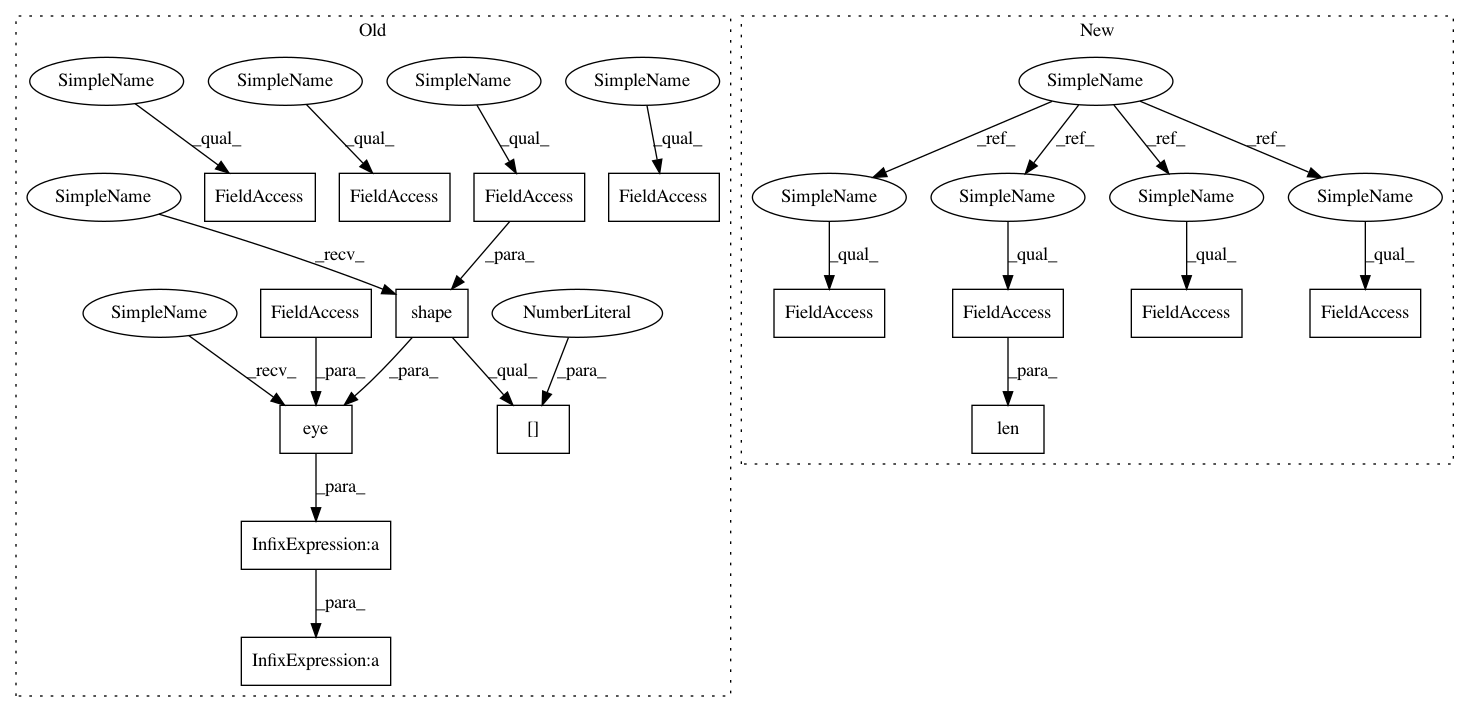 Old
New
SimpleName
SimpleName
SimpleName
SimpleName
SimpleName
_qual_
_qual_
_qual_
_qual_
_ref_
_ref_
_ref_
_ref_
SimpleName
FieldAccess
FieldAccess
FieldAccess
FieldAccess
SimpleName
SimpleName
SimpleName
SimpleName
_recv_
_para_
_qual_
_qual_
_qual_
_qual_
SimpleName
FieldAccess
shape
NumberLiteral
FieldAccess
FieldAccess
FieldAccess
FieldAccess
_recv_
_para_
_para_
_qual_
_para_
_para_
eye
[]
len
_para_
InfixExpression:a
_para_
InfixExpression:a